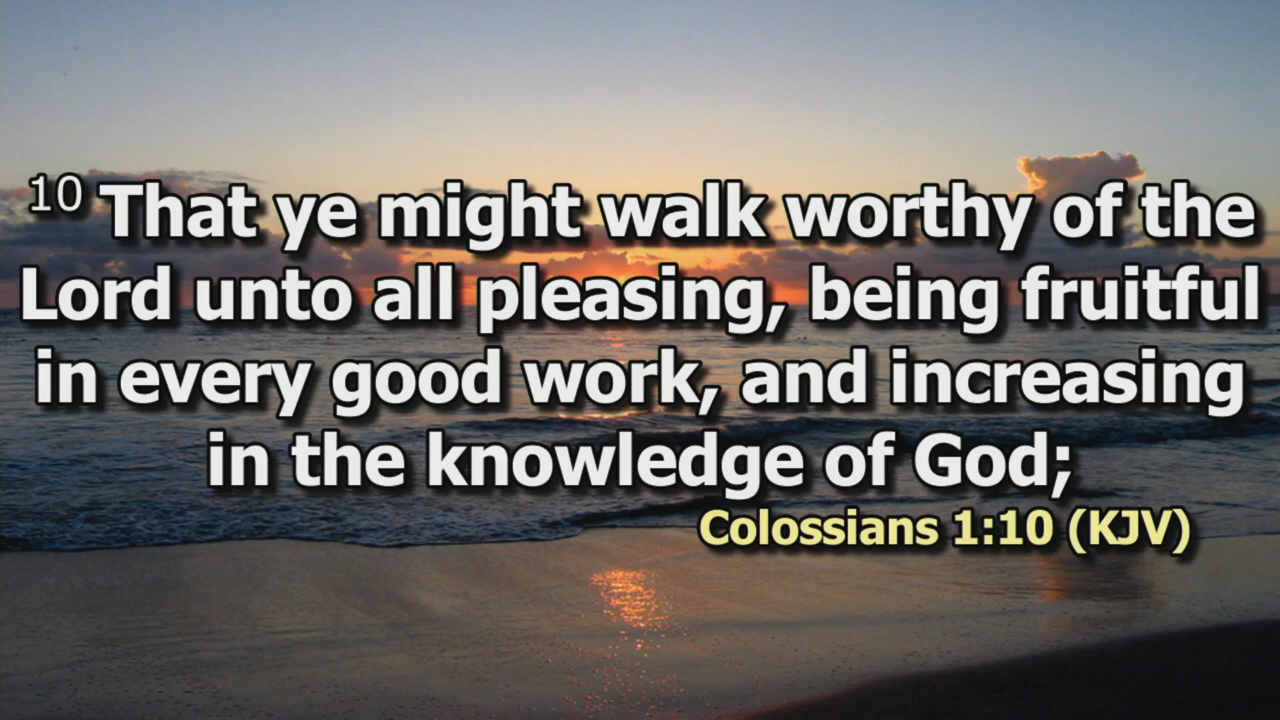 10 That ye might walk worthy of the
Lord unto all pleasing, being fruitful
in every good work, and increasing
in the knowledge of God;
Colossians 1:10 (KJV)